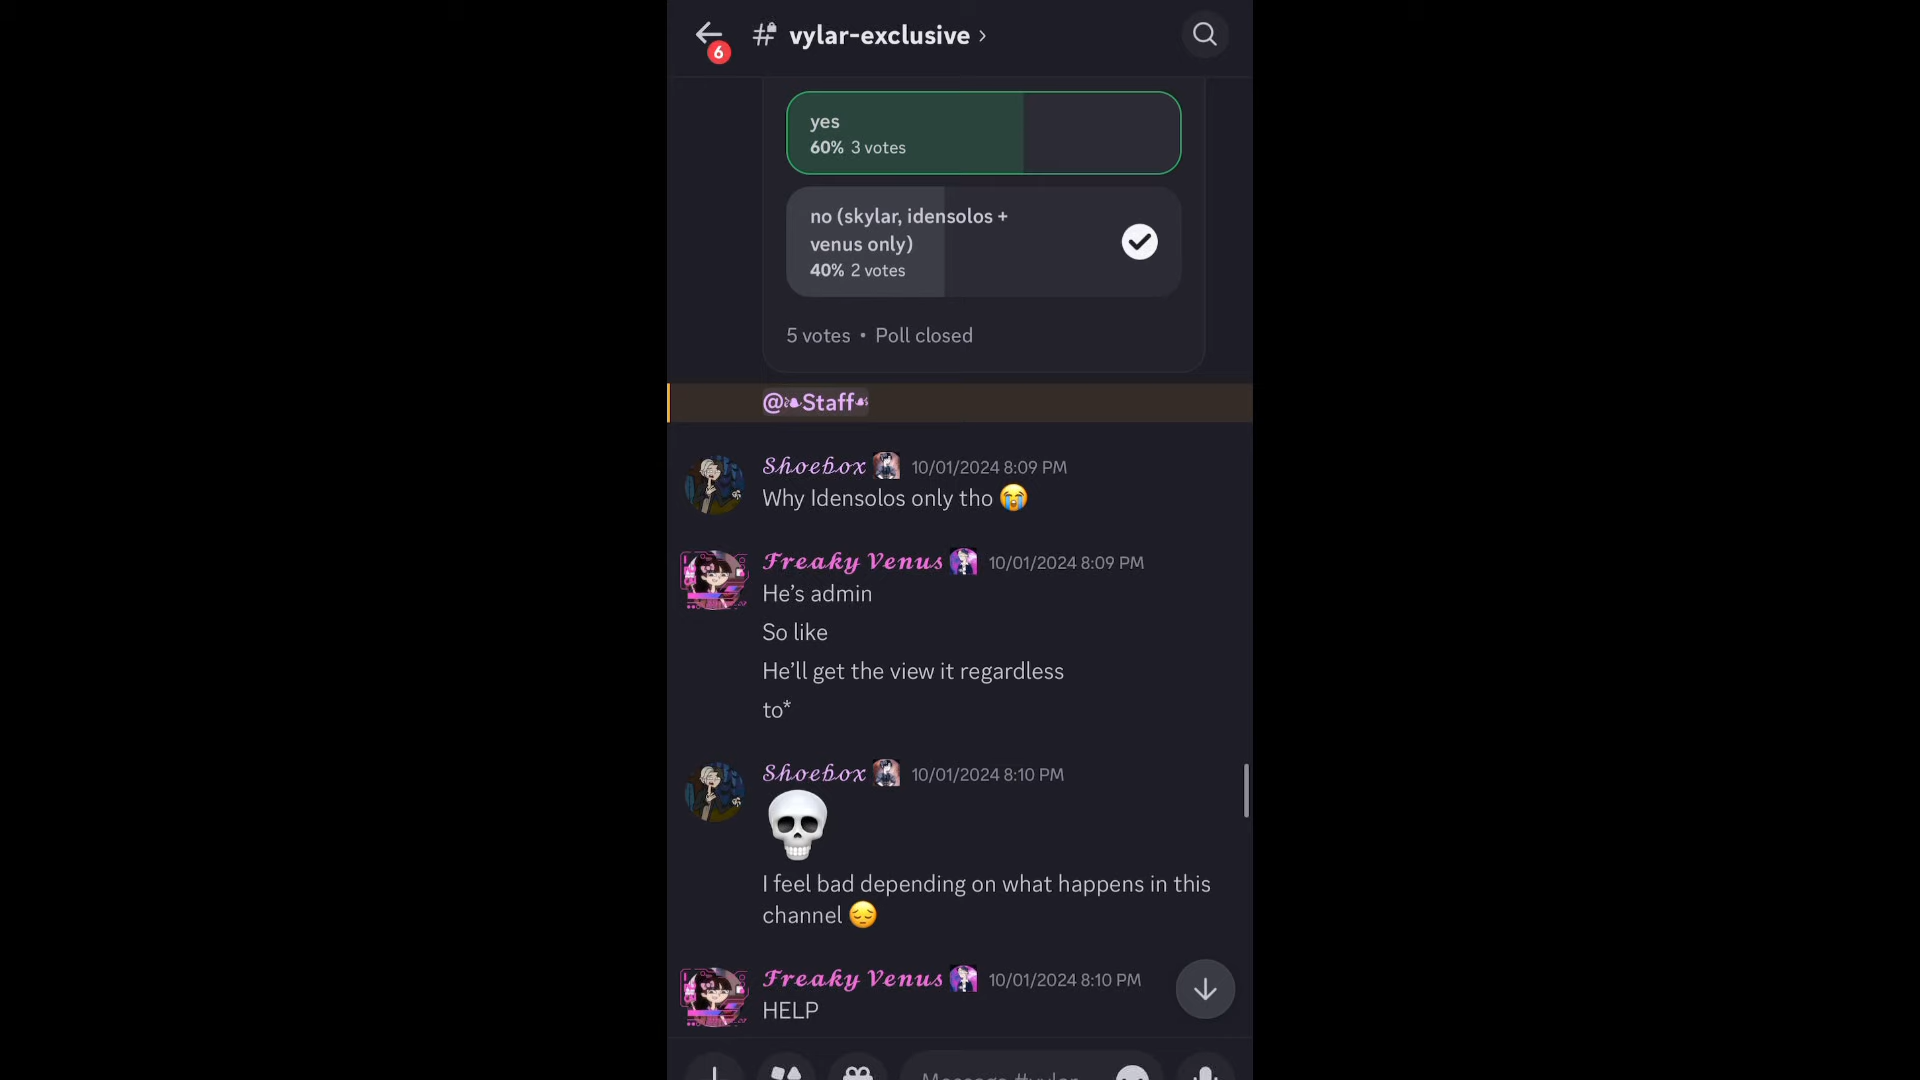 6
vylar-exclusive ›
yes
60% 3 votes
no (skylar, idensolos +
venus only)
40% 2 votes
5 votes • Poll closed
@❧Staff☙
Shoebox 10/01/2024 8:09 PM
Why Idensolos only tho 😭
Freaky Venus 10/01/2024 8:09 PM
He’s admin
So like
He’ll get the view it regardless
to*
Shoebox 10/01/2024 8:10 PM
💀
I feel bad depending on what happens in this
channel 😔
Freaky Venus 10/01/2024 8:10 PM
HELP
Message #vylar